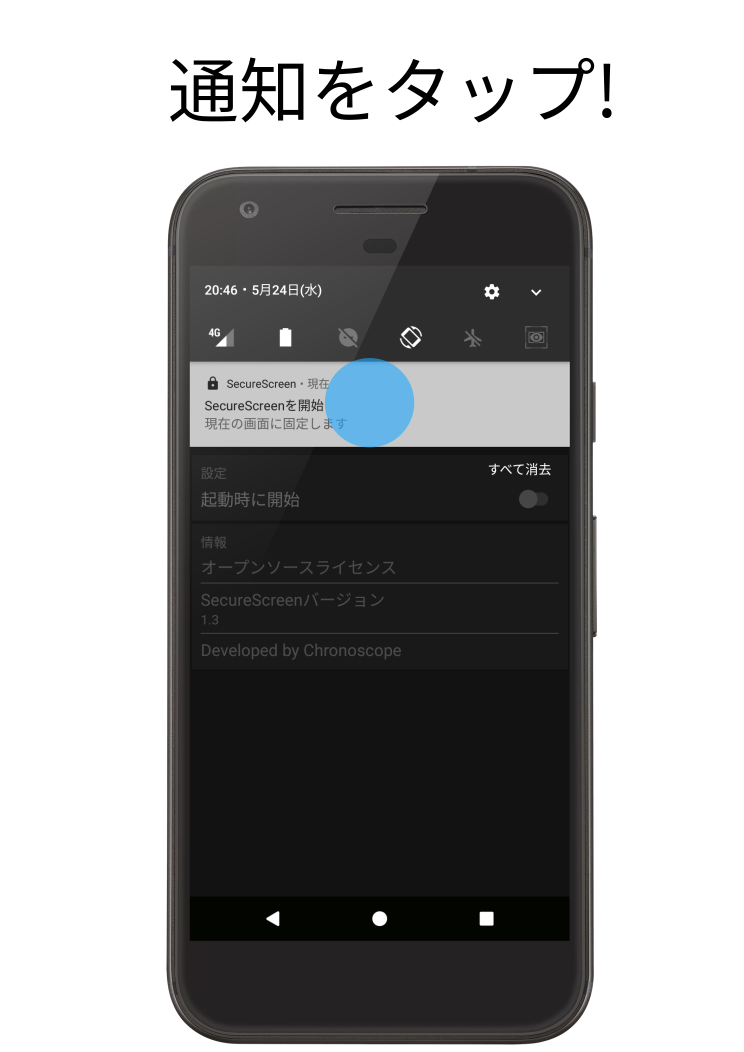 通知をタップ!
20:46・5月24日(水)
4G
SecureScreen・現在
SecureScreenを開始
現在の画面に固定します
設定
すべて消去
起動時に開始
情報
オープンソースライセンス
SecureScreenバージョン
1.3
Developed by Chronoscope